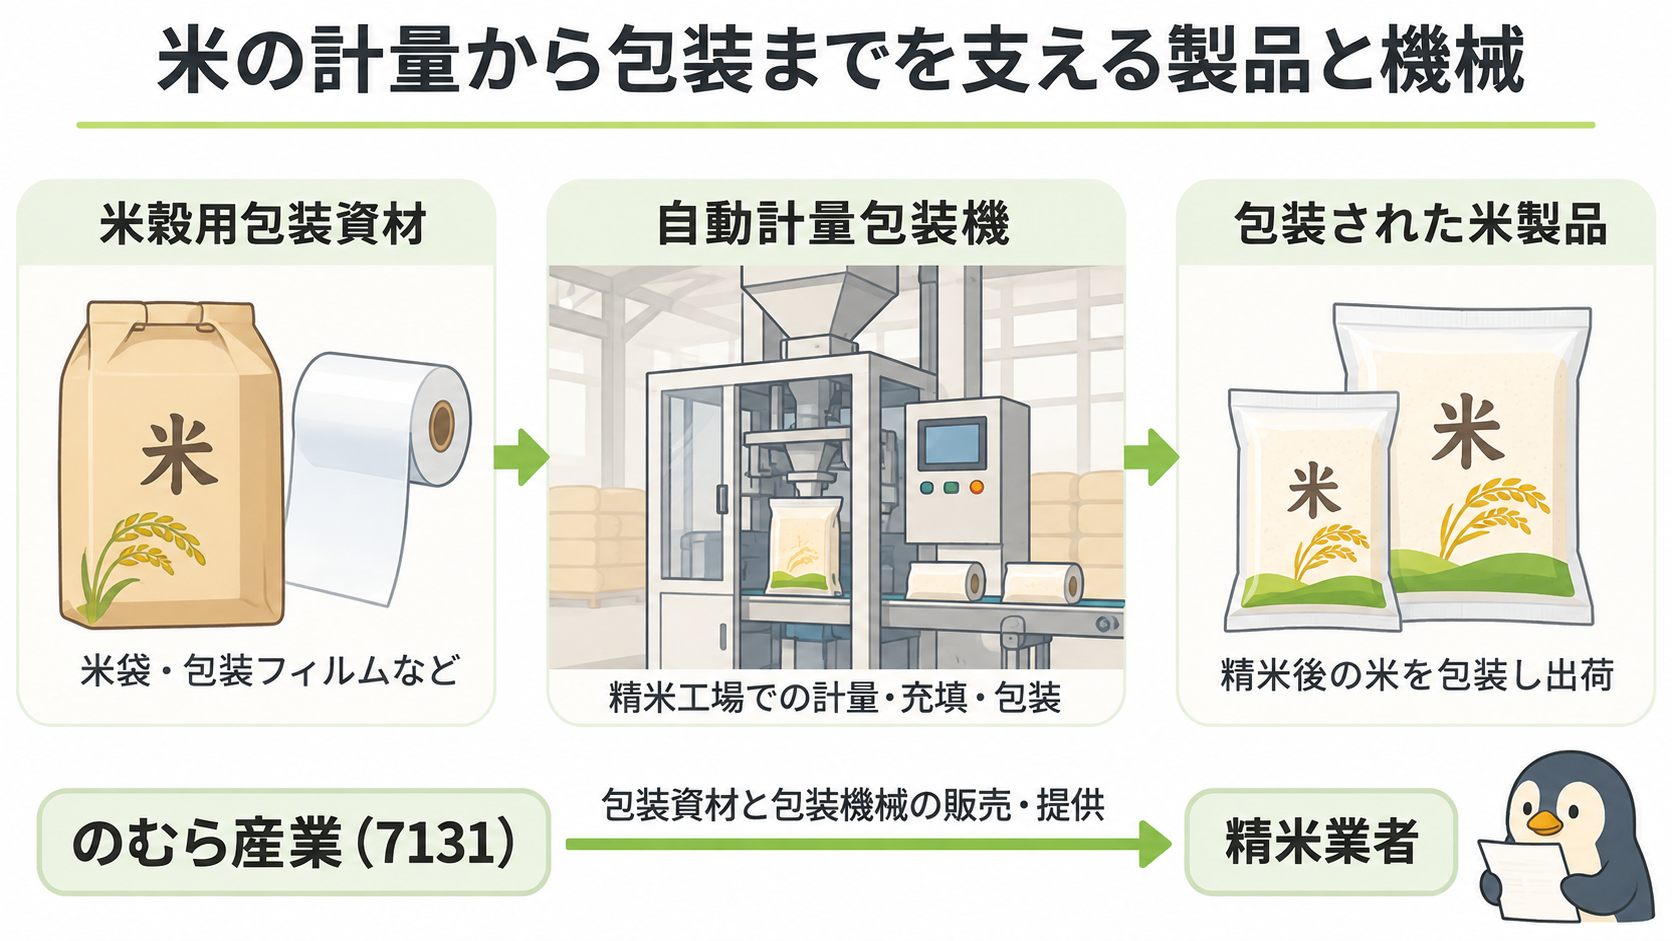 米の計量から包装までを支える製品と機械
米穀用包装資材
米
米袋・包装フィルムなど
自動計量包装機
精米工場での計量・充填・包装
包装された米製品
米
米
精米後の米を包装し出荷
のむら産業（7131）
包装資材と包装機械の販売・提供
精米業者